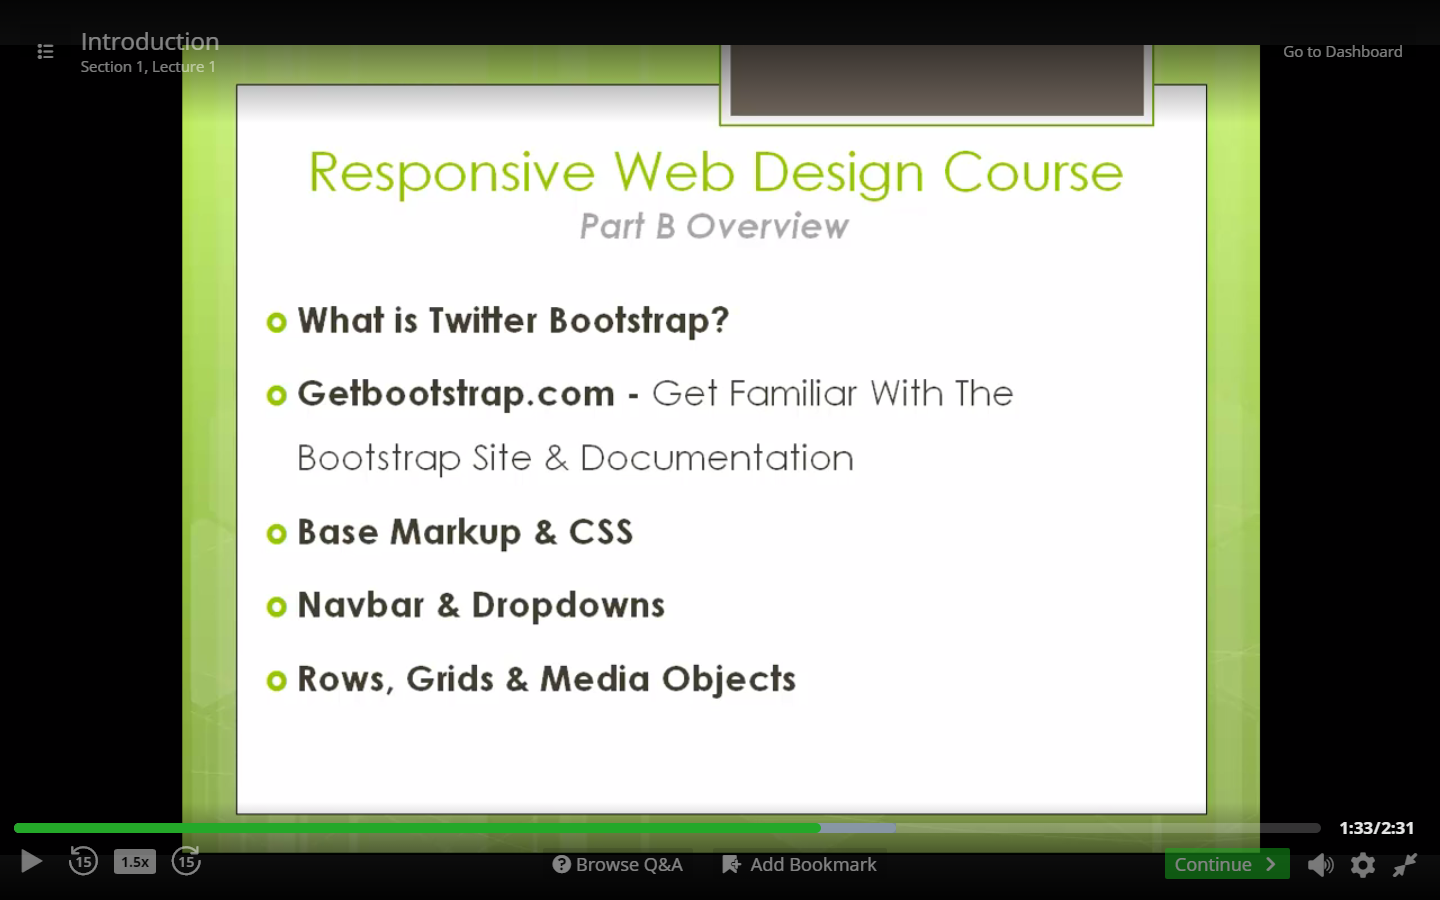 Introduction
Section 1, Lecture 1
Go to Dashboard
Responsive Web Design Course
Part B Overview
What is Twitter Bootstrap?
Getbootstrap.com - Get Familiar With The
Bootstrap Site & Documentation
Base Markup & CSS
Navbar & Dropdowns
Rows, Grids & Media Objects
1:33/2:31
15 1.5x 15 ? Browse Q&A Add Bookmark Continue